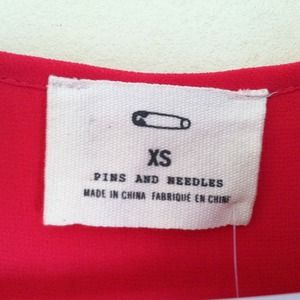 XS
PINS AND NEEDLES
MADE IN CHINA FABRIQUÉ EN CHINE